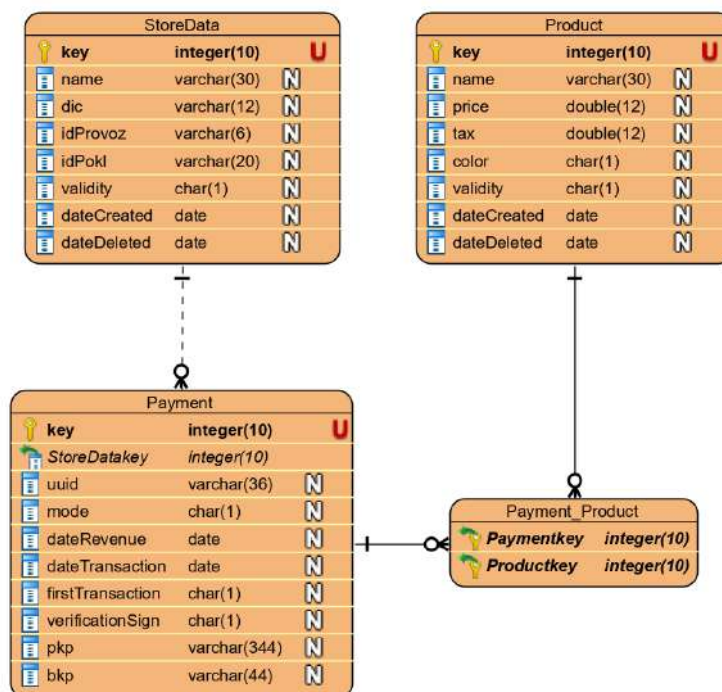 StoreData
key integer(10) U
name varchar(30) N
dic varchar(12) N
idProvoz varchar(6) N
idPokl varchar(20) N
validity char(1) N
dateCreated date N
dateDeleted date N
Product
key integer(10) U
name varchar(30) N
price double(12) N
tax double(12) N
color char(1) N
validity char(1) N
dateCreated date N
dateDeleted date N
Payment
key integer(10) U
StoreDatakey integer(10)
uuid varchar(36) N
mode char(1) N
dateRevenue date N
dateTransaction date N
firstTransaction char(1) N
verificationSign char(1) N
pkp varchar(344) N
bkp varchar(44) N
Payment_Product
Paymentkey integer(10)
Productkey integer(10)